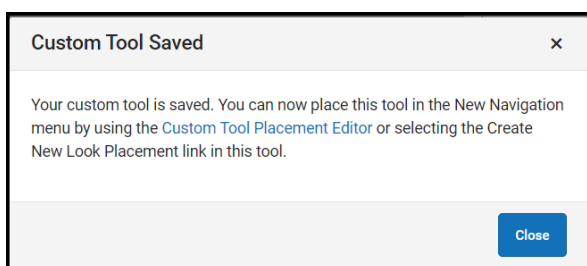 Custom Tool Saved ×
Your custom tool is saved. You can now place this tool in the New Navigation
menu by using the Custom Tool Placement Editor or selecting the Create
New Look Placement link in this tool.
Close